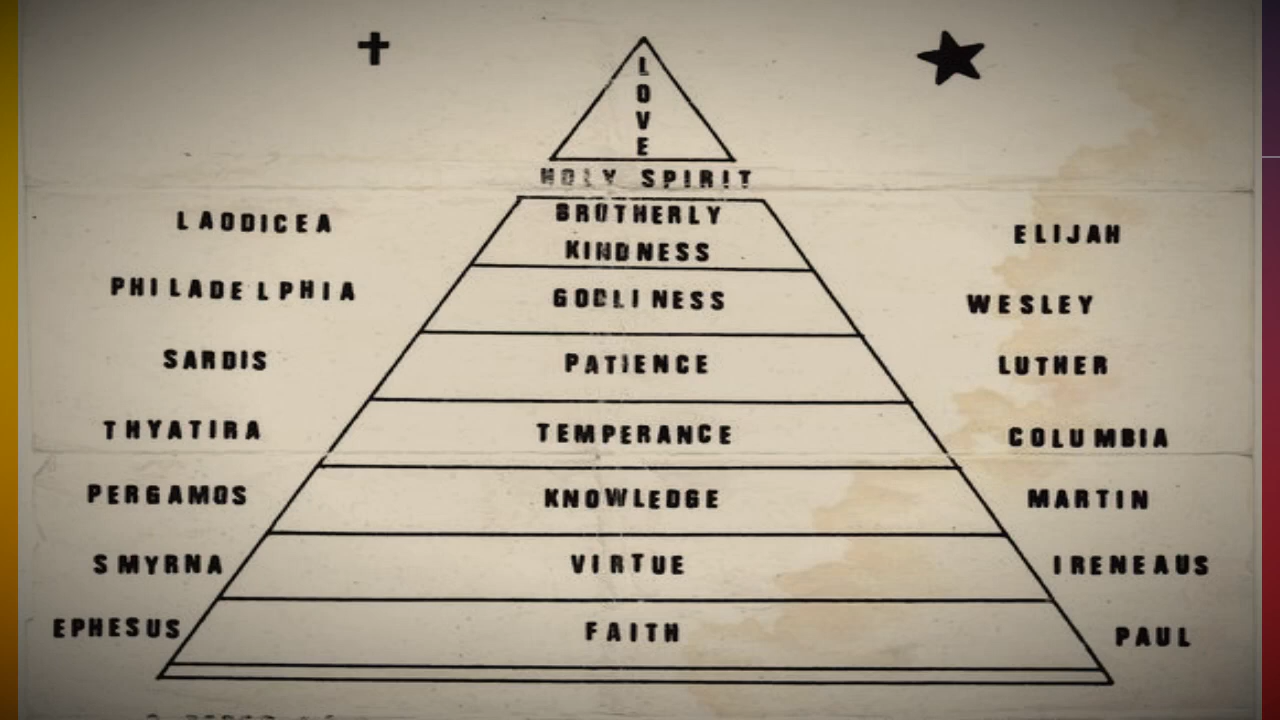 LOVE
HOLY SPIRIT
BROTHERLY
LAODICEA KINDNESS ELIJAH
PHILADELPHIA GODLINESS WESLEY
SARDIS PATIENCE LUTHER
THYATIRA TEMPERANCE COLUMBIA
PERGAMOS KNOWLEDGE MARTIN
SMYRNA VIRTUE IRENEAUS
EPHESUS FAITH PAUL